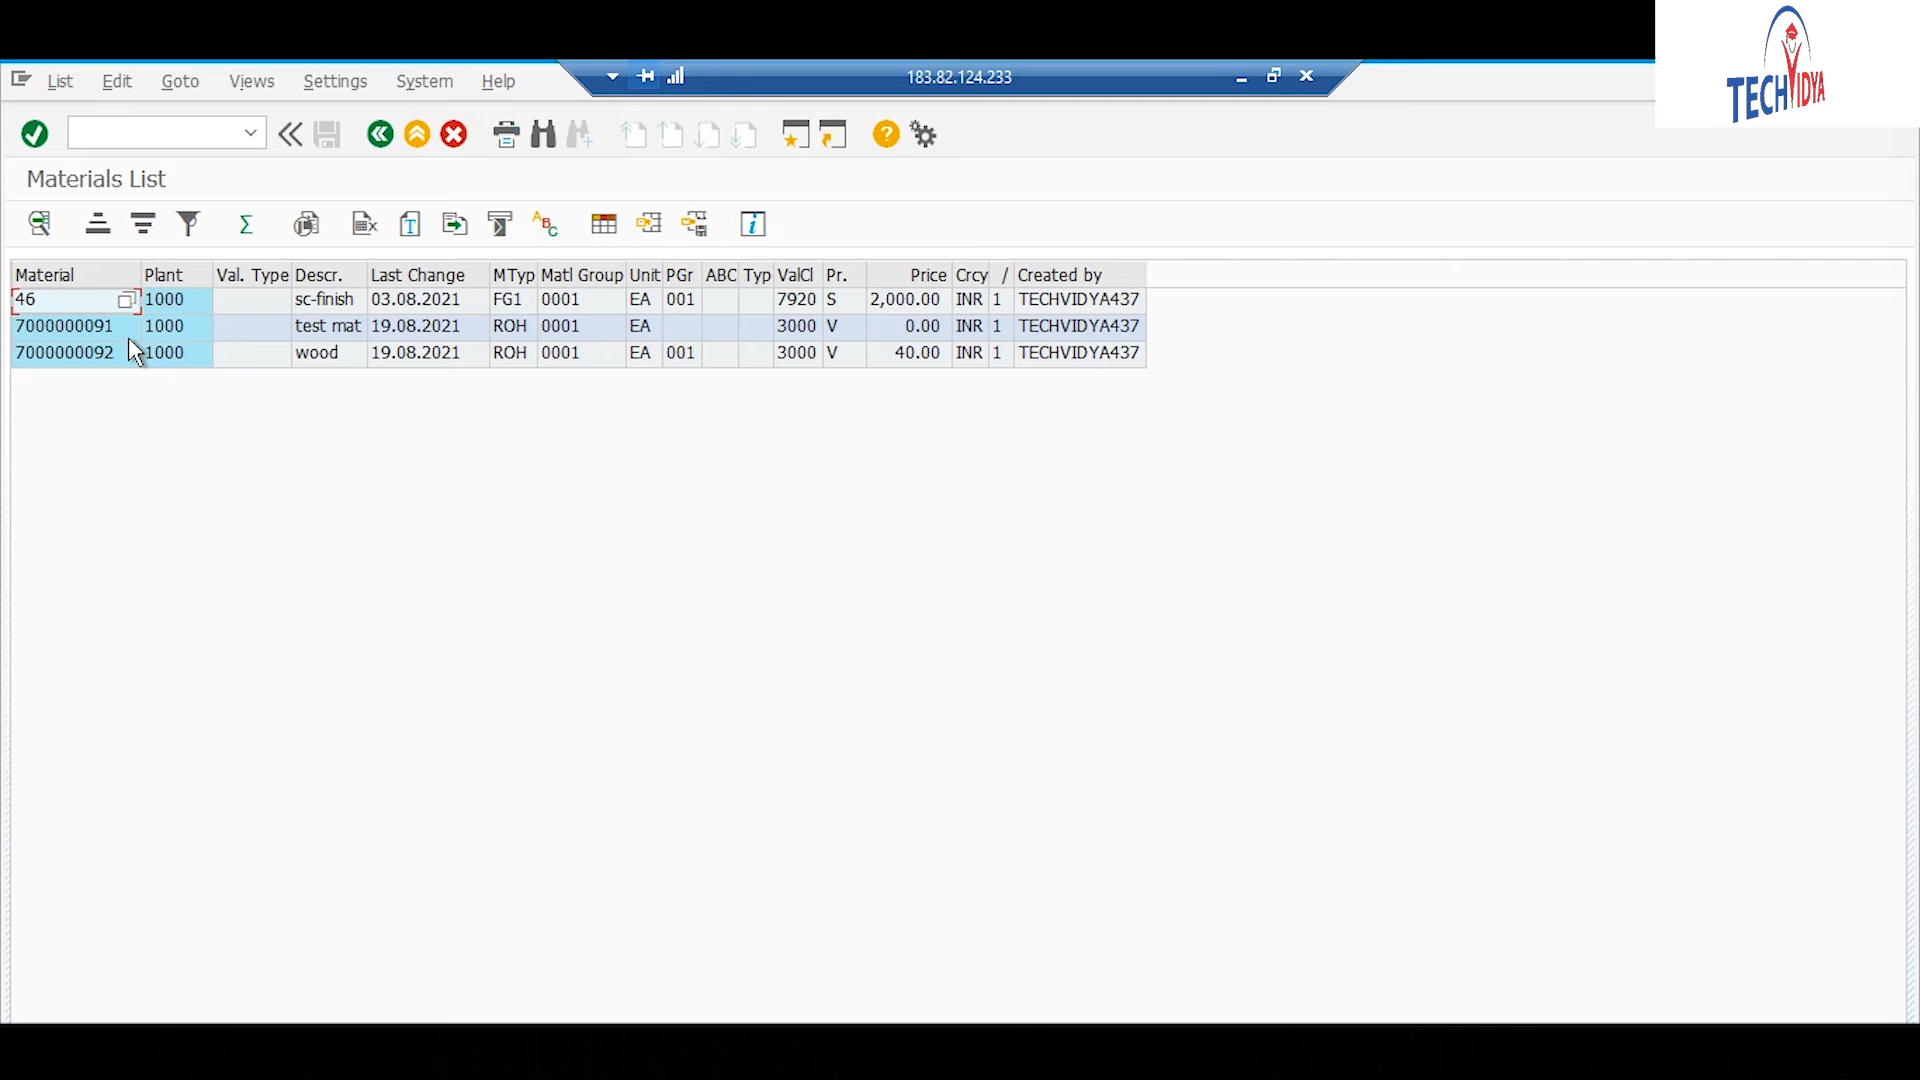 TECHVIDYA
183.82.124.233
List Edit Goto Views Settings System Help
Materials List
Material Plant Val. Type Descr. Last Change MTyp Matl Group Unit PGr ABC Typ ValCl Pr. Price Crcy / Created by
46 1000 sc-finish 03.08.2021 FG1 0001 EA 001 7920 S 2,000.00 INR 1 TECHVIDYA437
7000000091 1000 test mat 19.08.2021 ROH 0001 EA 3000 V 0.00 INR 1 TECHVIDYA437
7000000092 1000 wood 19.08.2021 ROH 0001 EA 001 3000 V 40.00 INR 1 TECHVIDYA437